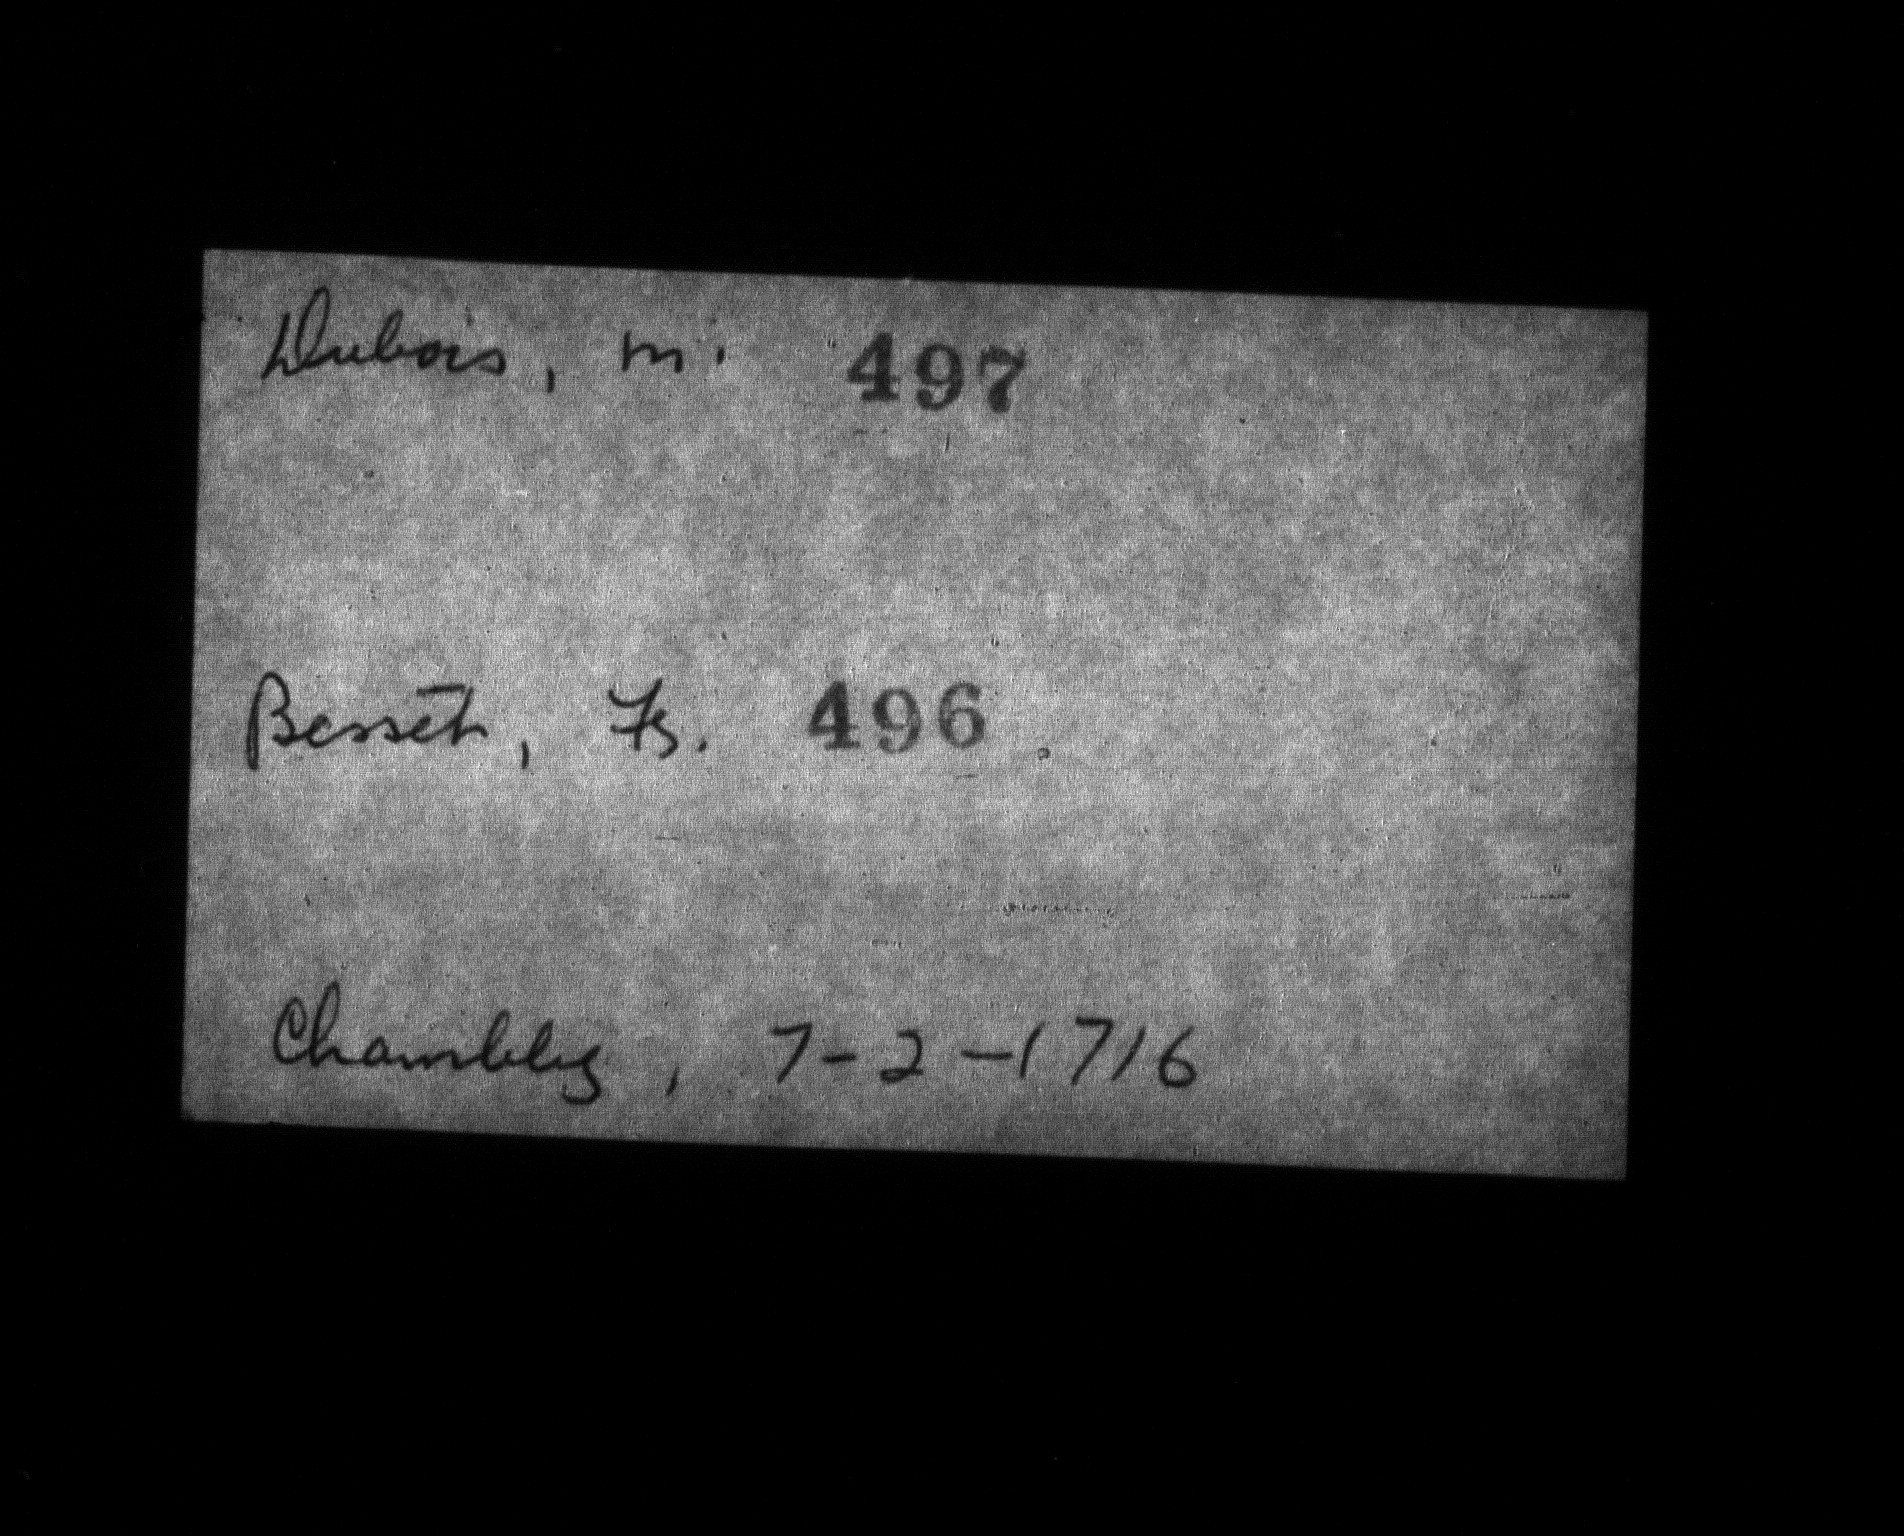 Dubois, m. 497
Besset, Fs. 496
Chambly, 7-2-1716